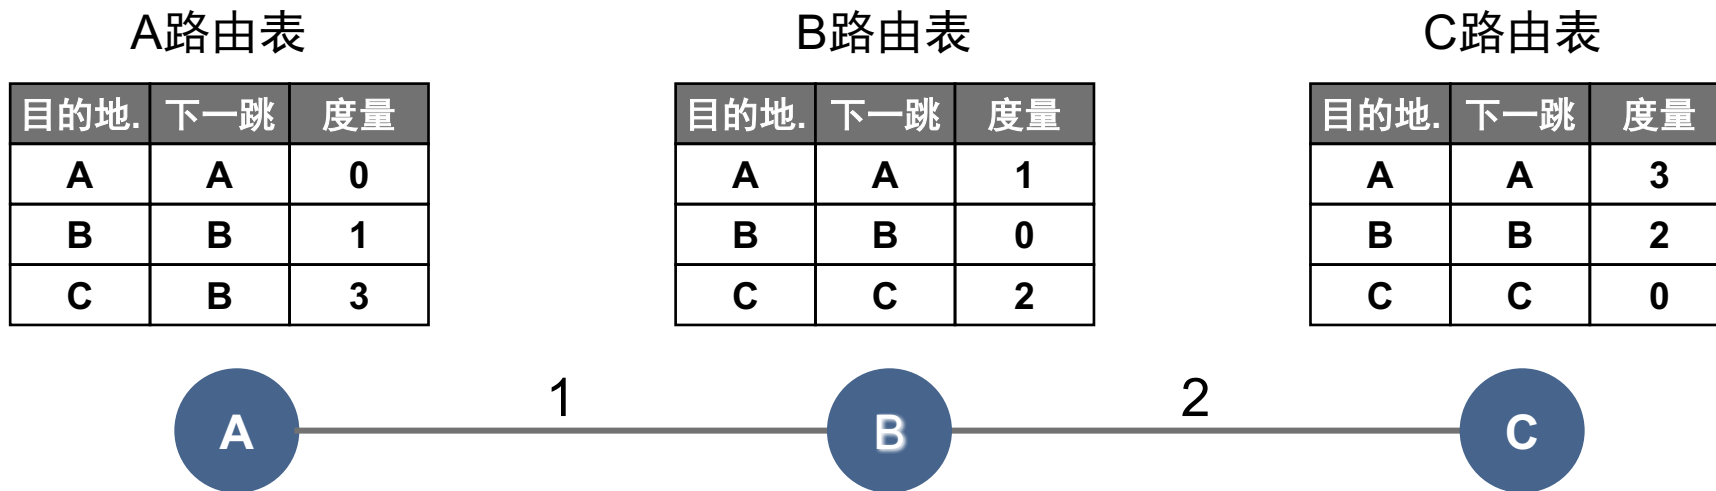 A路由表 B路由表 C路由表
目的地. 下一跳 度量 目的地. 下一跳 度量 目的地. 下一跳 度量
A A 0 A A 1 A A 3
B B 1 B B 0 B B 2
C B 3 C C 2 C C 0
1 2
A B C